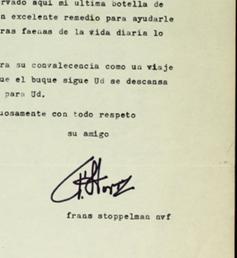 rvado aqui mi ultima botella de
n excelente remedio para ayudarle
ras faenas de la vida diaria lo
ra su convalecencia como un viaje
ue el buque sigue Ud se descansa
para Ud.
uosamente con todo respeto
su amigo
frans stoppelman nvf